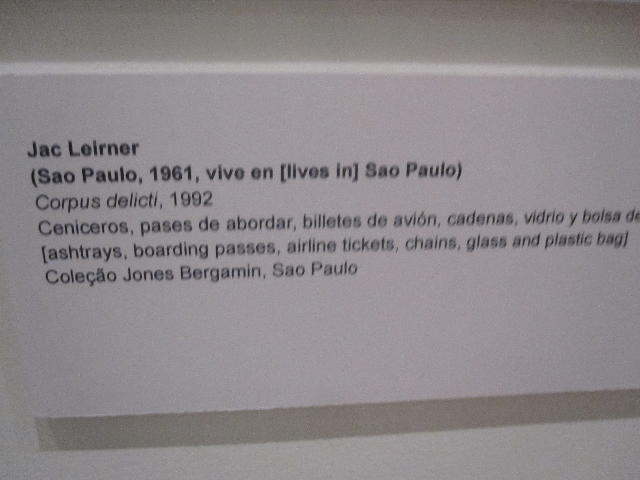 Jac Leirner
(Sao Paulo, 1961, vive en [lives in] Sao Paulo)
Corpus delicti, 1992
Ceniceros, pases de abordar, billetes de avión, cadenas, vidrio y bolsa de
[ashtrays, boarding passes, airline tickets, chains, glass and plastic bag]
Coleção Jones Bergamin, Sao Paulo